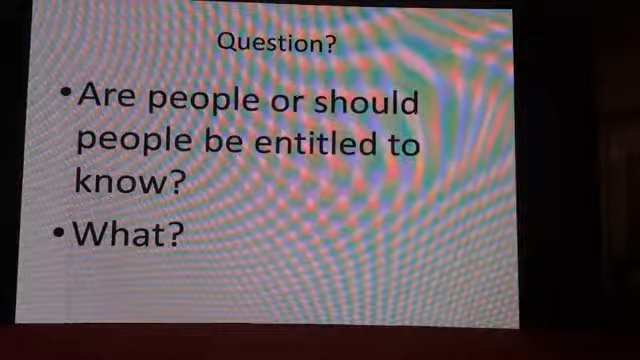 Question?
•Are people or should
people be entitled to
know?
•What?